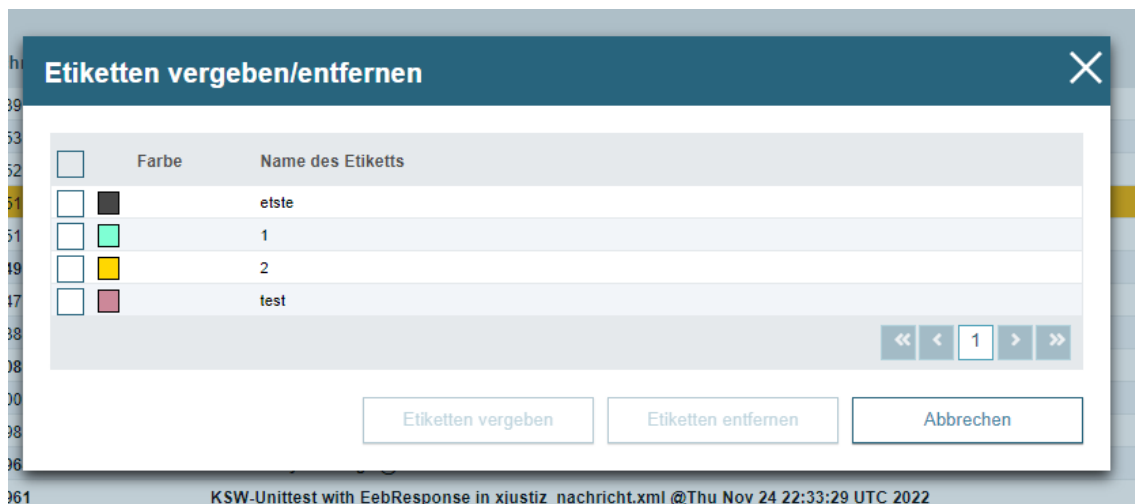 Etiketten vergeben/entfernen
Farbe Name des Etiketts
etste
1
2
test
« ‹ 1 › »
Etiketten vergeben Etiketten entfernen Abbrechen
961 KSW-Unittest with EebResponse in xjustiz_nachricht.xml @Thu Nov 24 22:33:29 UTC 2022